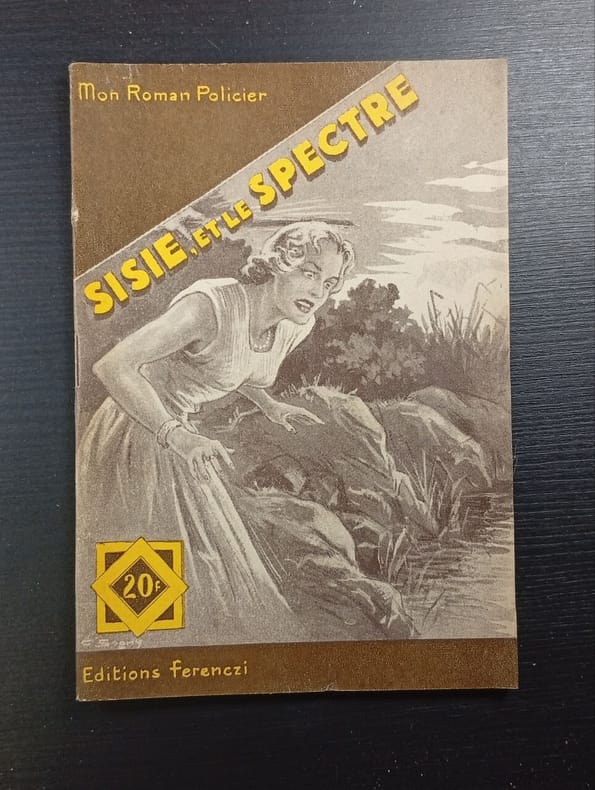 Mon Roman Policier
SISIE, ET LE SPECTRE
20F
Editions Ferenczi